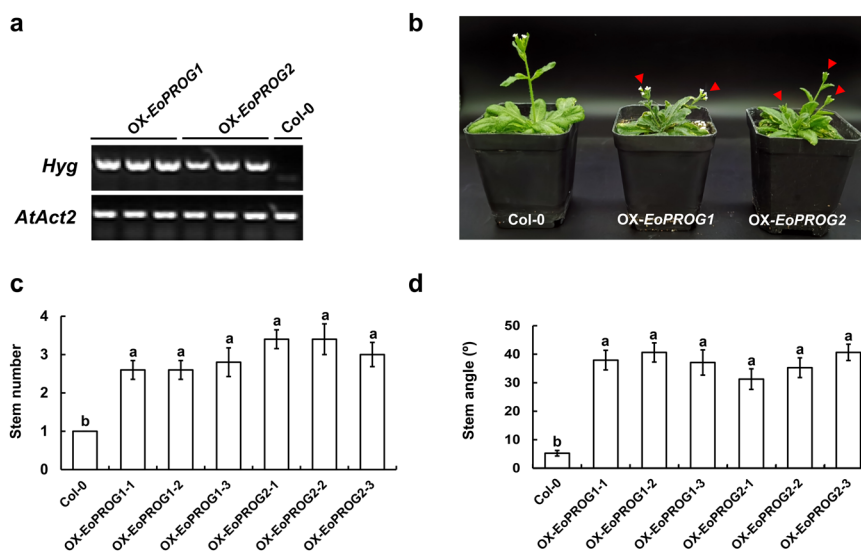 a
OX-EoPROG1
OX-EoPROG2
Col-0
Hyg
AtAct2
b
Col-0
OX-EoPROG1
OX-EoPROG2
c
Stem number
4
3
2
1
0
b
a
a
a
a
a
a
Col-0
OX-EoPROG1-1
OX-EoPROG1-2
OX-EoPROG1-3
OX-EoPROG2-1
OX-EoPROG2-2
OX-EoPROG2-3
d
Stem angle (º)
50
40
30
20
10
0
b
a
a
a
a
a
a
Col-0
OX-EoPROG1-1
OX-EoPROG1-2
OX-EoPROG1-3
OX-EoPROG2-1
OX-EoPROG2-2
OX-EoPROG2-3